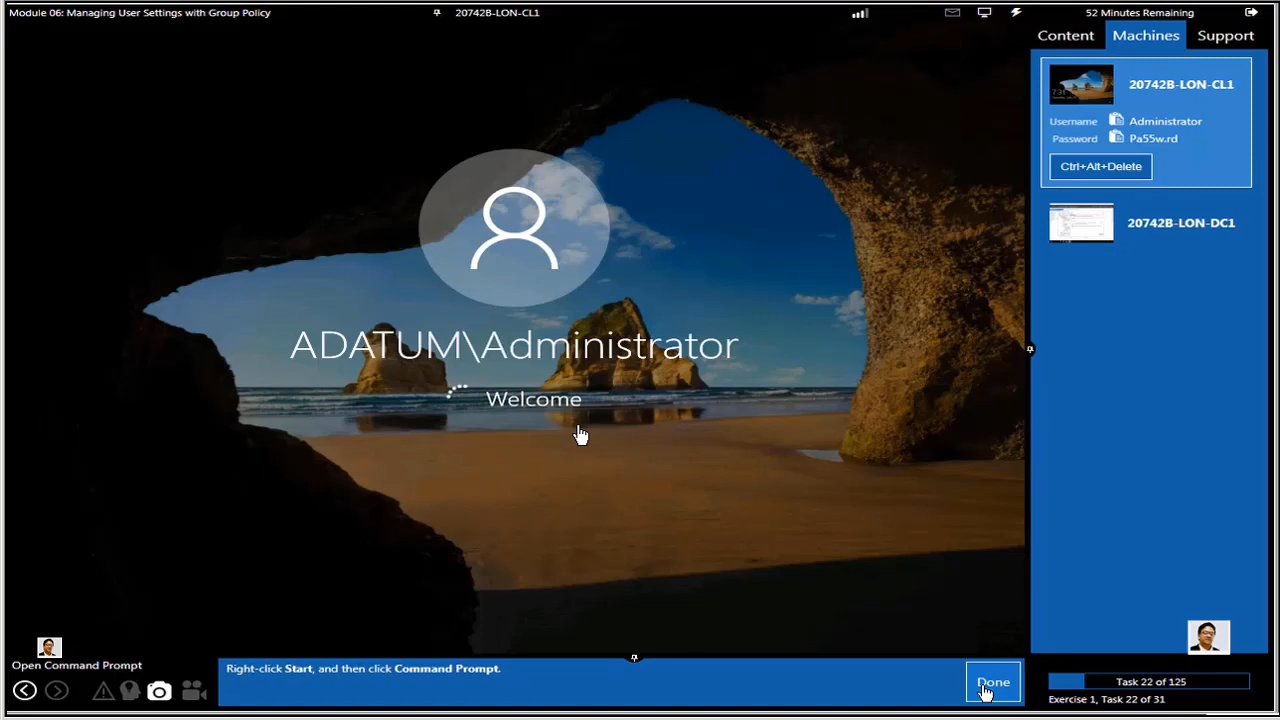 Module 06: Managing User Settings with Group Policy
20742B-LON-CL1
52 Minutes Remaining
Content
Machines
Support
20742B-LON-CL1
Username Administrator
Password Pa55w.rd
Ctrl+Alt+Delete
20742B-LON-DC1
ADATUM\Administrator
Welcome
Open Command Prompt
Right-click Start, and then click Command Prompt.
Done
Task 22 of 125
Exercise 1, Task 22 of 31